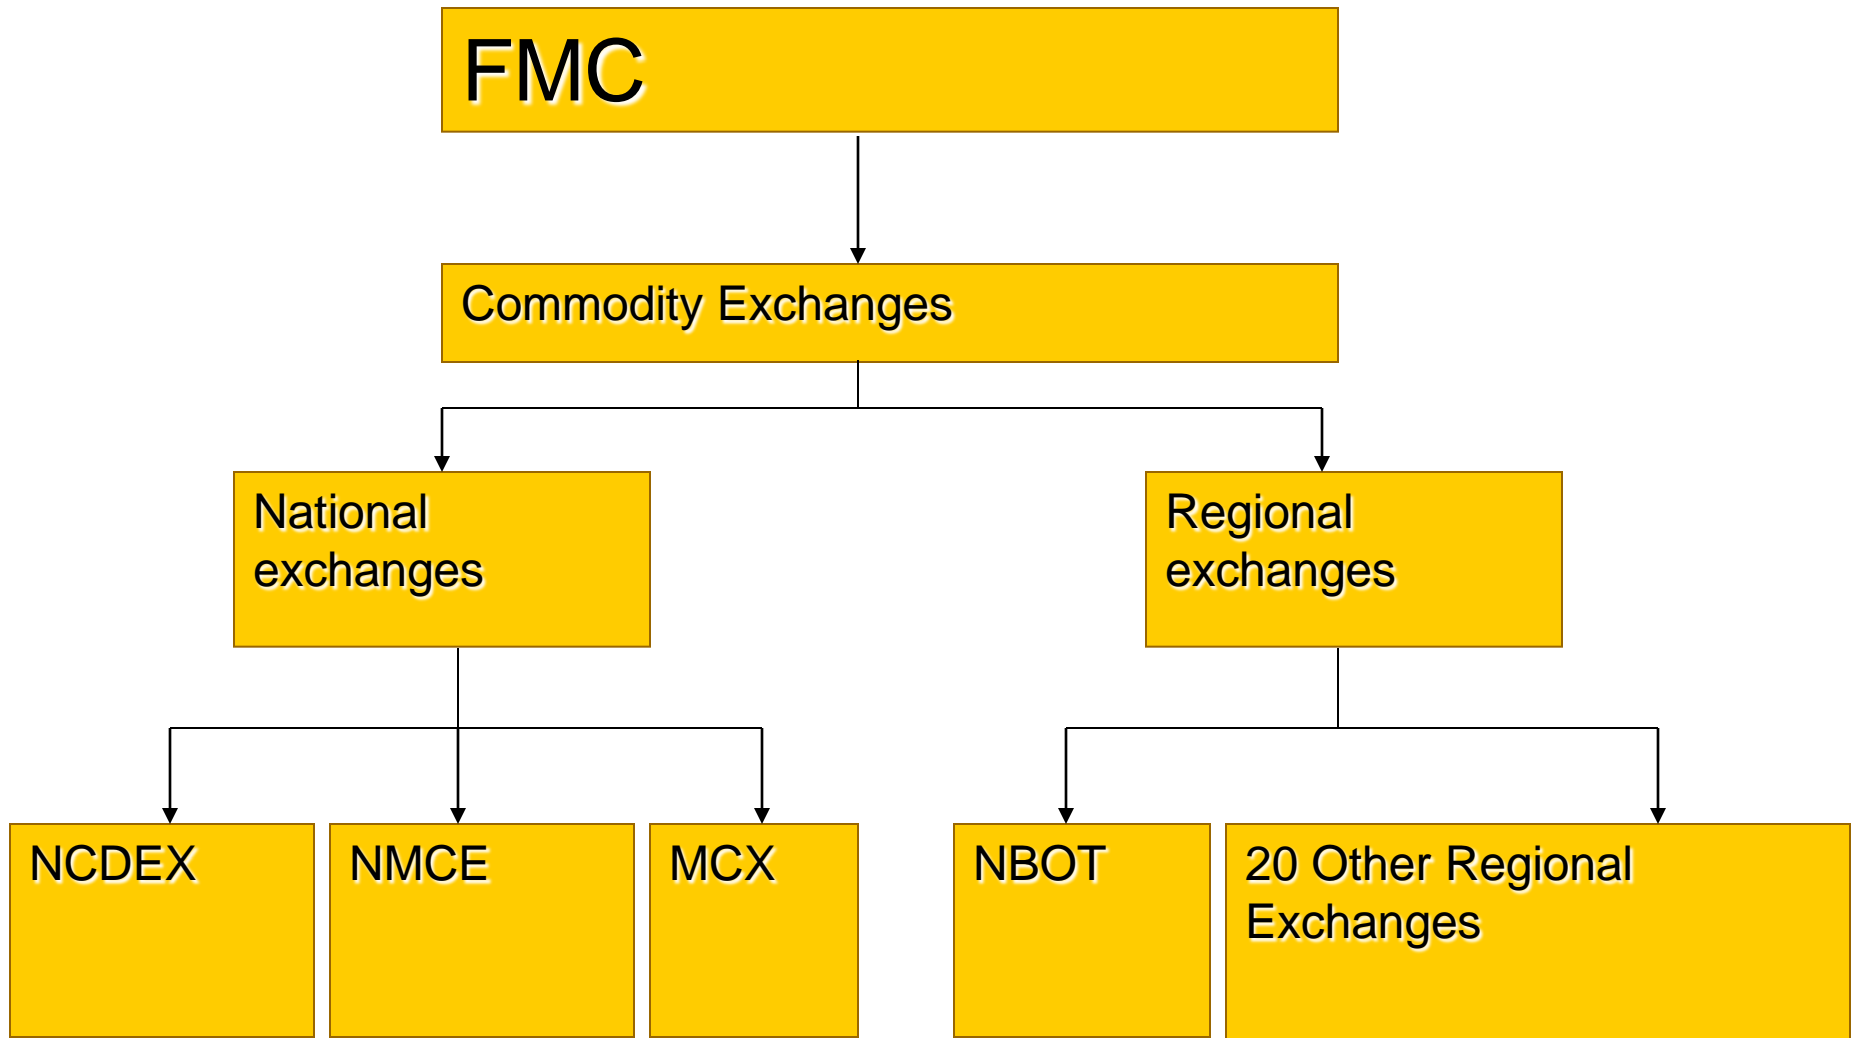 FMC
Commodity Exchanges
National
exchanges
Regional
exchanges
NCDEX
NMCE
MCX
NBOT
20 Other Regional
Exchanges